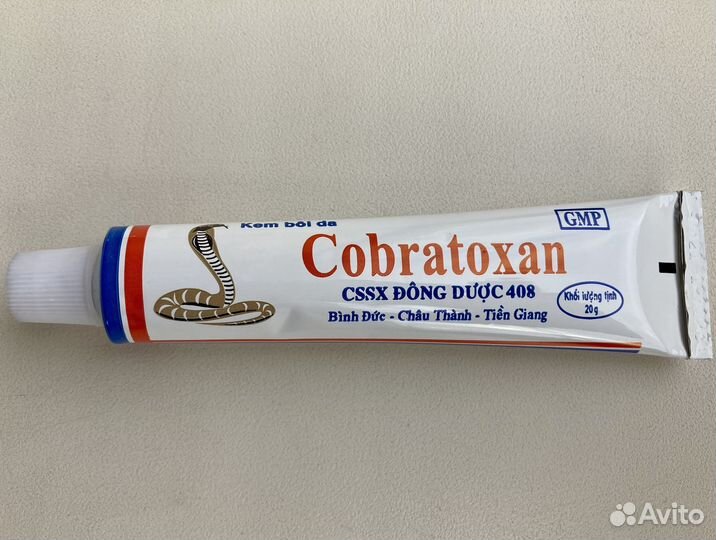 Kem bôi da
Cobratoxan
GMP
CSSX ĐÔNG DƯỢC 408
Khối lượng tịnh
20g
Bình Đức - Châu Thành - Tiền Giang
Avito